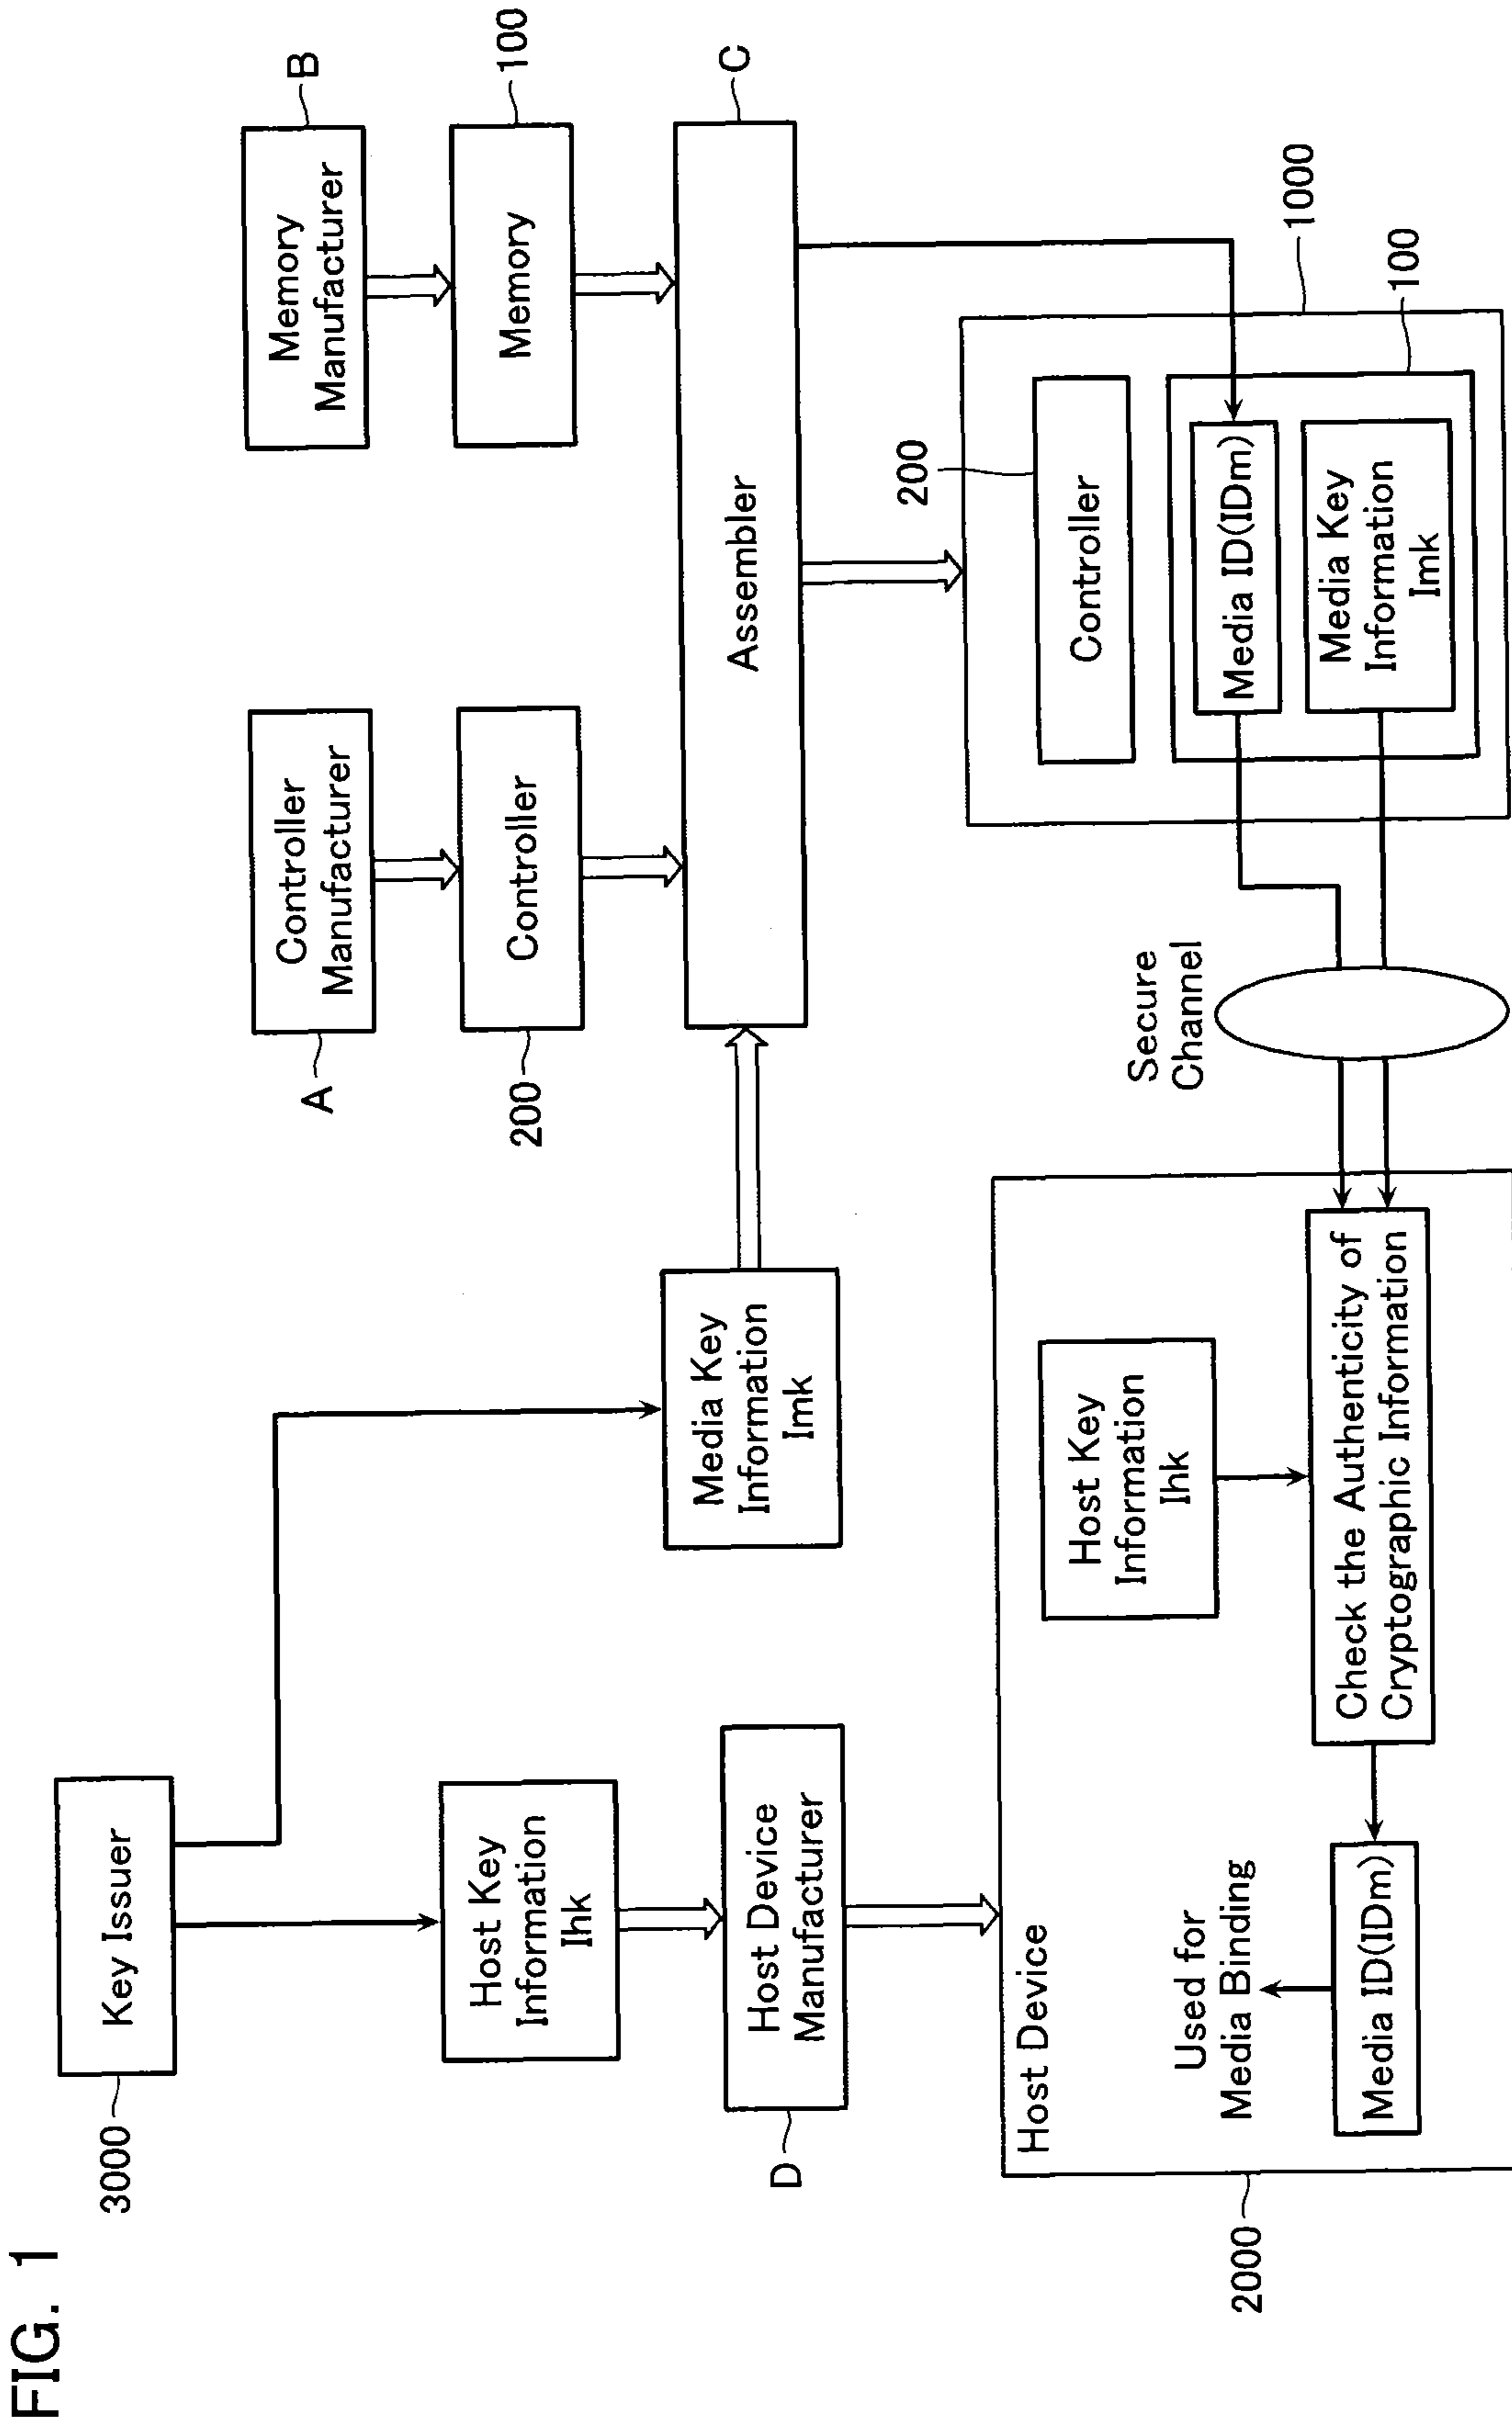 FIG. 1
3000
Key Issuer
Host Key
Information
Ihk
D
Host Device
Manufacturer
Media Key
Information
Imk
A
Controller
Manufacturer
200
Controller
B
Memory
Manufacturer
100
Memory
C
Assembler
2000
Host Device
Host Key
Information
Ihk
Check the Authenticity of
Cryptographic Information
Used for
Media Binding
Media ID(IDm)
Secure
Channel
1000
200
Controller
100
Media ID(IDm)
Media Key
Information
Imk